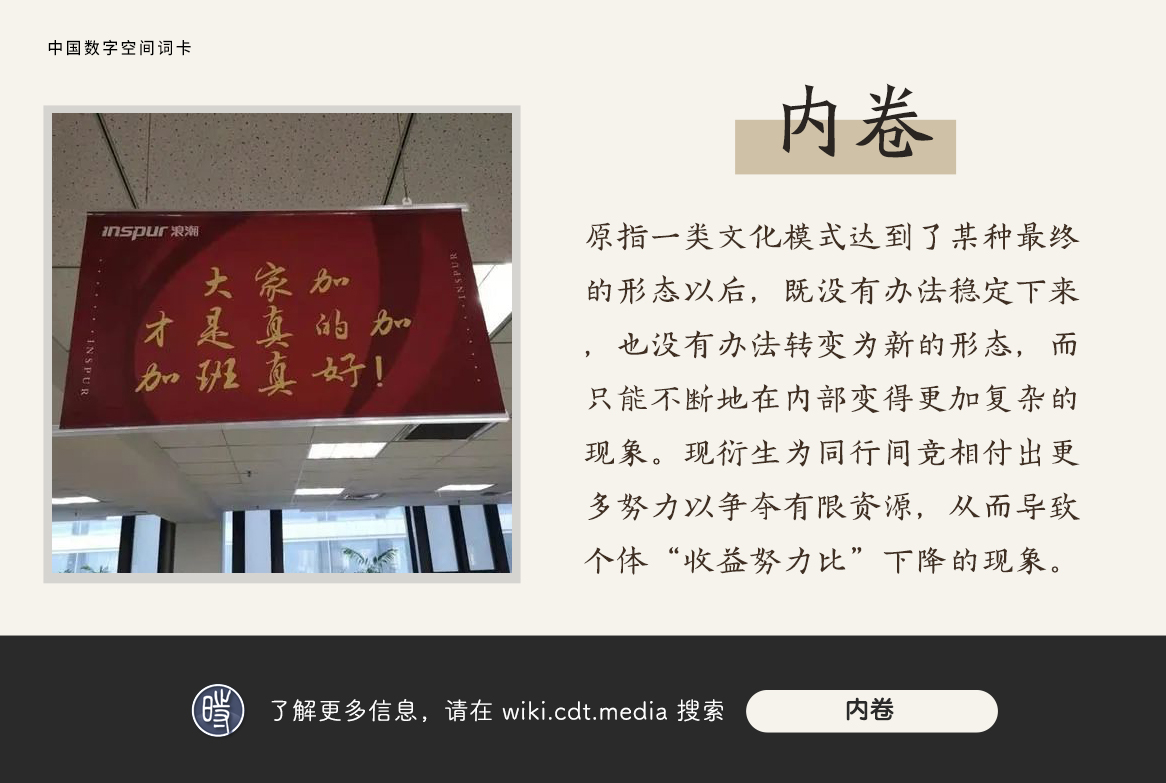 中国数字空间词卡
内卷
inspur 浪潮
INSPUR
大家加
才是真的加
加班真好!
INSPUR
原指一类文化模式达到了某种最终
的形态以后，既没有办法稳定下来
，也没有办法转变为新的形态，而
只能不断地在内部变得更加复杂的
现象。现衍生为同行间竞相付出更
多努力以争夺有限资源，从而导致
个体“收益努力比”下降的现象。
了解更多信息，请在 wiki.cdt.media 搜索
内卷